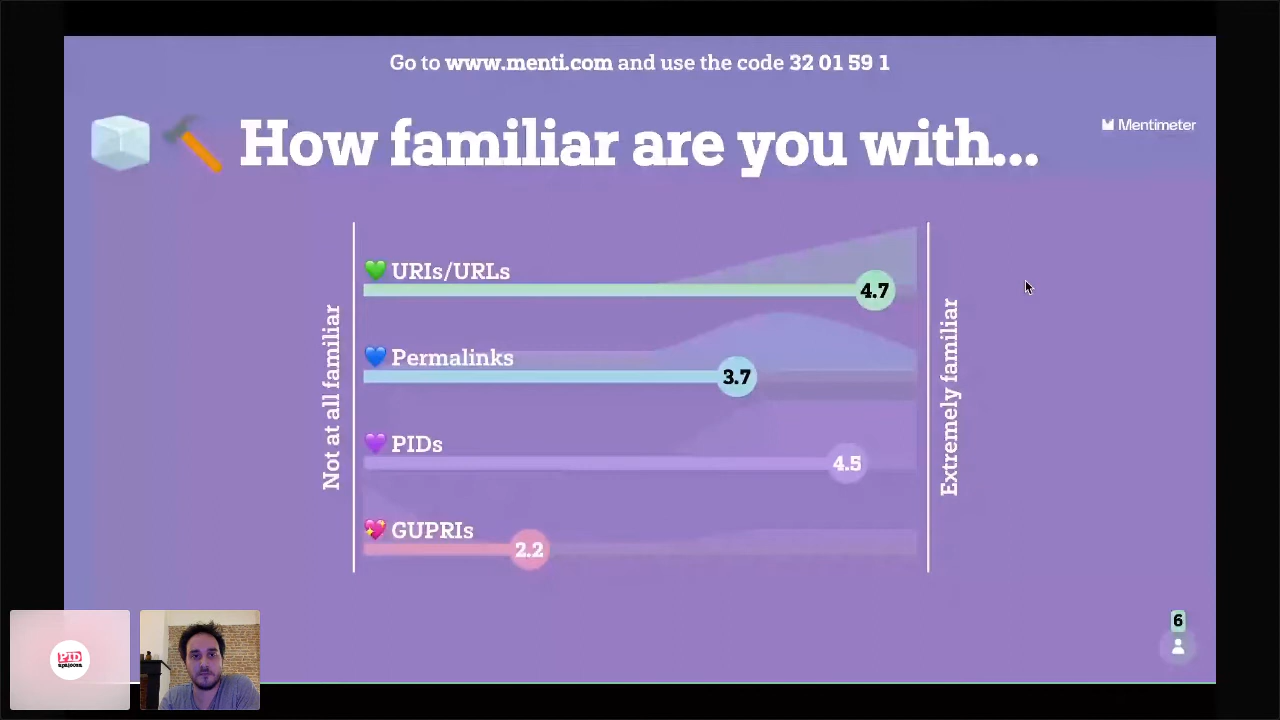 Go to www.menti.com and use the code 32 01 59 1
How familiar are you with...
Mentimeter
Not at all familiar
URIs/URLs
4.7
Permalinks
3.7
PIDs
4.5
GUPRIs
2.2
Extremely familiar
6
PID
apalooza